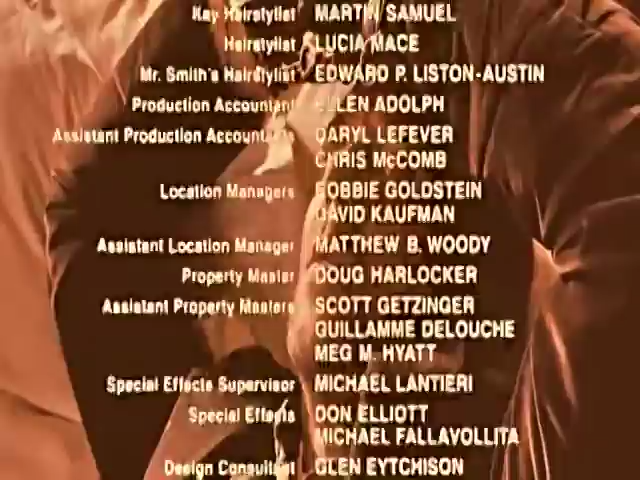 Key Hairstylist MARTIN SAMUEL
Hairstylist LUCIA MACE
Mr. Smith's Hairstylist EDWARD P. LISTON-AUSTIN
Production Accountant ELLEN ADOLPH
Assistant Production Accountants DARYL LEFEVER
CHRIS McCOMB
Location Managers BOBBIE GOLDSTEIN
DAVID KAUFMAN
Assistant Location Manager MATTHEW B. WOODY
Property Master DOUG HARLOCKER
Assistant Property Masters SCOTT GETZINGER
GUILLAMME DELOUCHE
MEG M. HYATT
Special Effects Supervisor MICHAEL LANTIERI
Special Effects DON ELLIOTT
MICHAEL FALLAVOLLITA
Design Consultant GLEN EYTCHISON